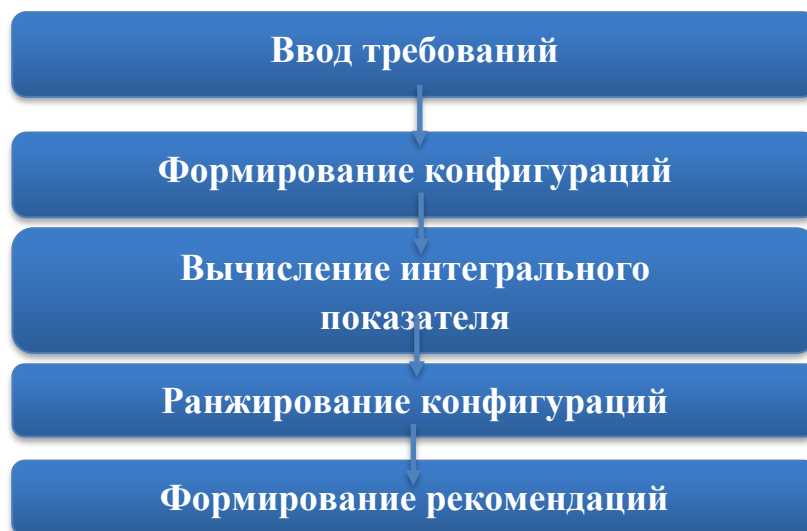 Ввод требований
Формирование конфигураций
Вычисление интегрального
показателя
Ранжирование конфигураций
Формирование рекомендаций